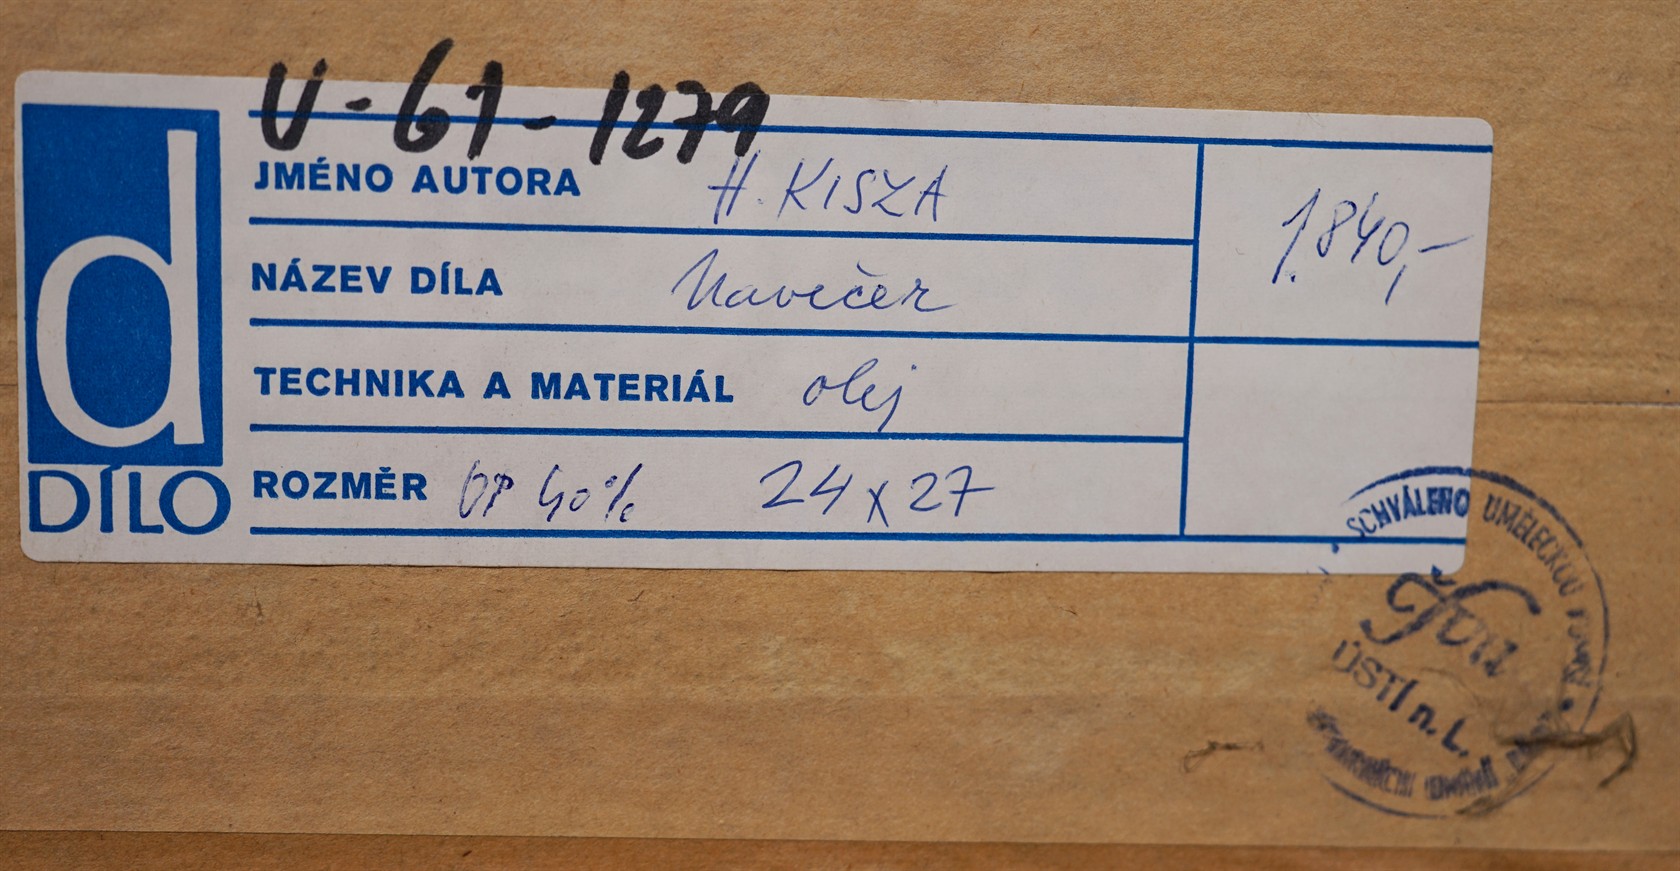 U-61-1279
JMÉNO AUTORA H. KISZA
1.840,-
NÁZEV DÍLA Navečer
TECHNIKA A MATERIÁL olej
ROZMĚR 40% 24 x 27
d
DÍLO
SCHVÁLENO UMĚLECKOU KOMISÍ
ÚSTÍ n. L.